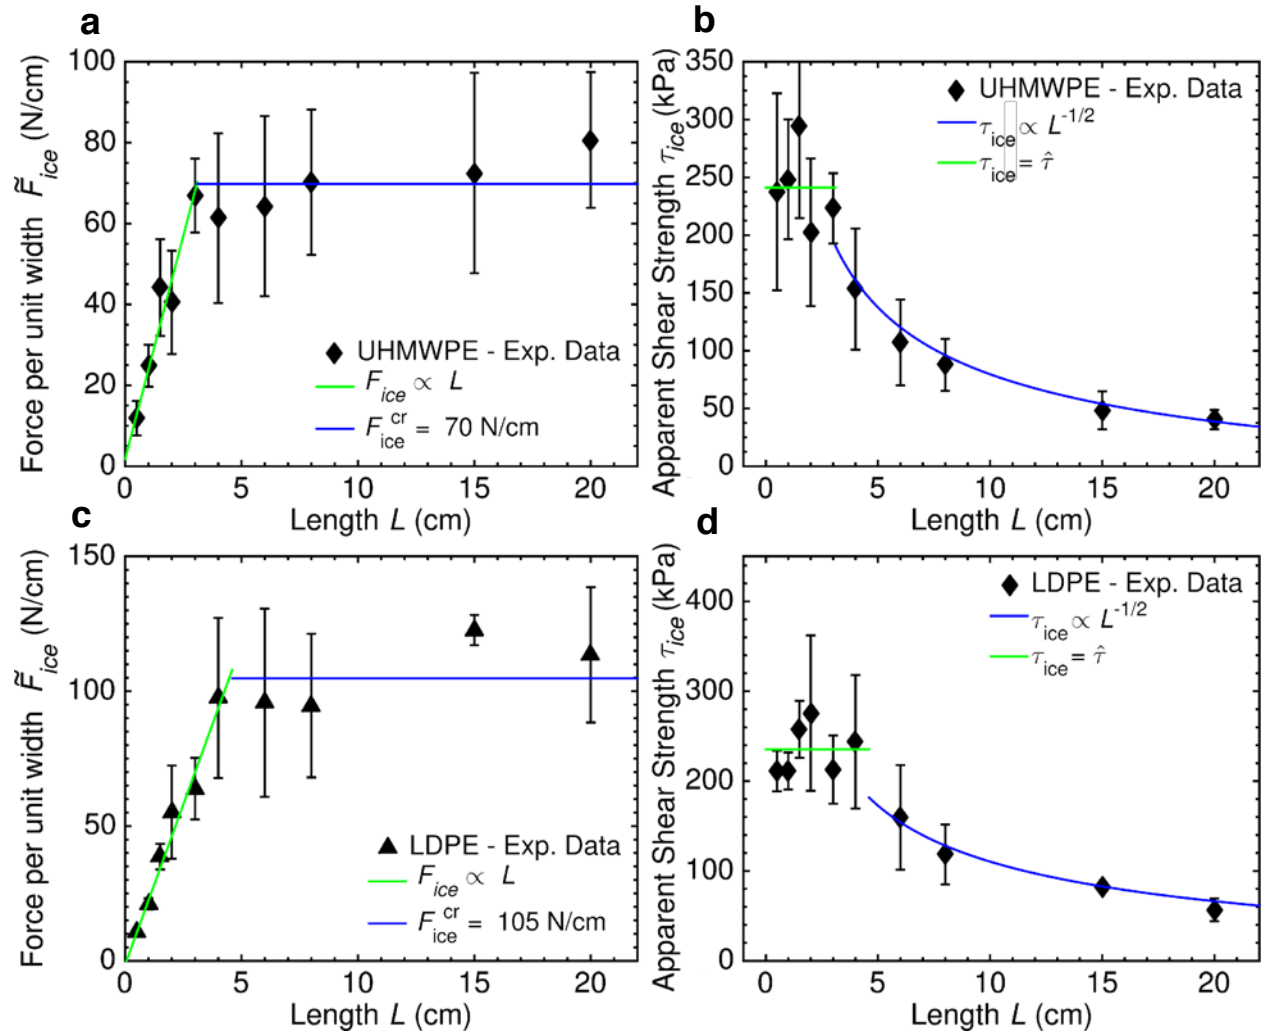 a
100
80
60
40
20
0
Force per unit width F̃ice (N/cm)
UHMWPE - Exp. Data
Fice ∝ L
F cr ice = 70 N/cm
0 5 10 15 20
Length L (cm)
b
350
300
250
200
150
100
50
0
Apparent Shear Strength τice (kPa)
UHMWPE - Exp. Data
τice ∝ L-1/2
τice = τ̂
0 5 10 15 20
Length L (cm)
c
150
100
50
0
Force per unit width F̃ice (N/cm)
LDPE - Exp. Data
Fice ∝ L
F cr ice = 105 N/cm
0 5 10 15 20
Length L (cm)
d
400
300
200
100
0
Apparent Shear Strength τice (kPa)
LDPE - Exp. Data
τice ∝ L-1/2
τice = τ̂
0 5 10 15 20
Length L (cm)